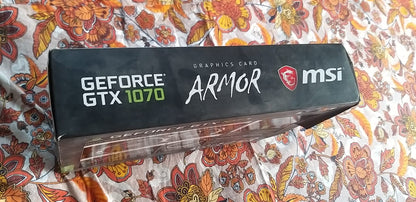 GEFORCE
GTX 1070
GRAPHICS CARD
ARMOR
msi